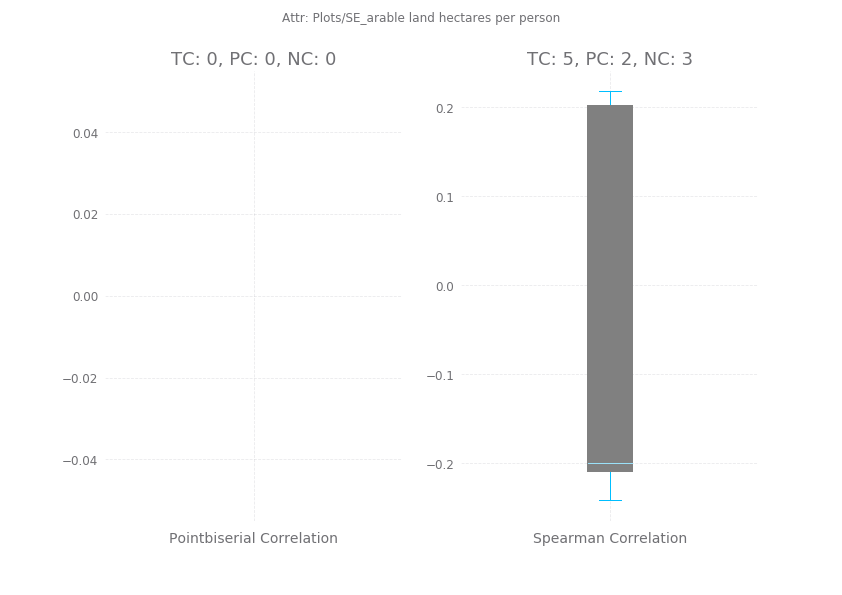 Attr: Plots/SE_arable land hectares per person
TC: 0, PC: 0, NC: 0
0.04
0.02
0.00
−0.02
−0.04
Pointbiserial Correlation
TC: 5, PC: 2, NC: 3
0.2
0.1
0.0
−0.1
−0.2
Spearman Correlation